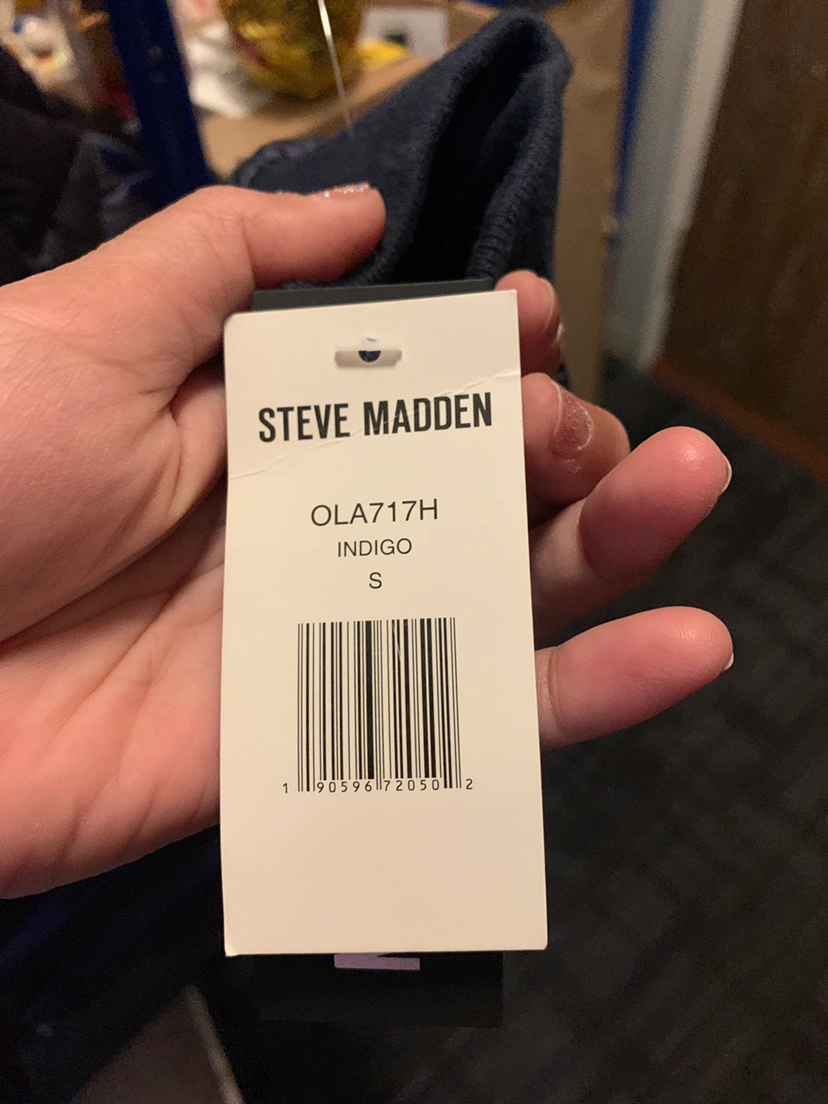 STEVE MADDEN
OLA717H
INDIGO
S
1 90596 72050 2